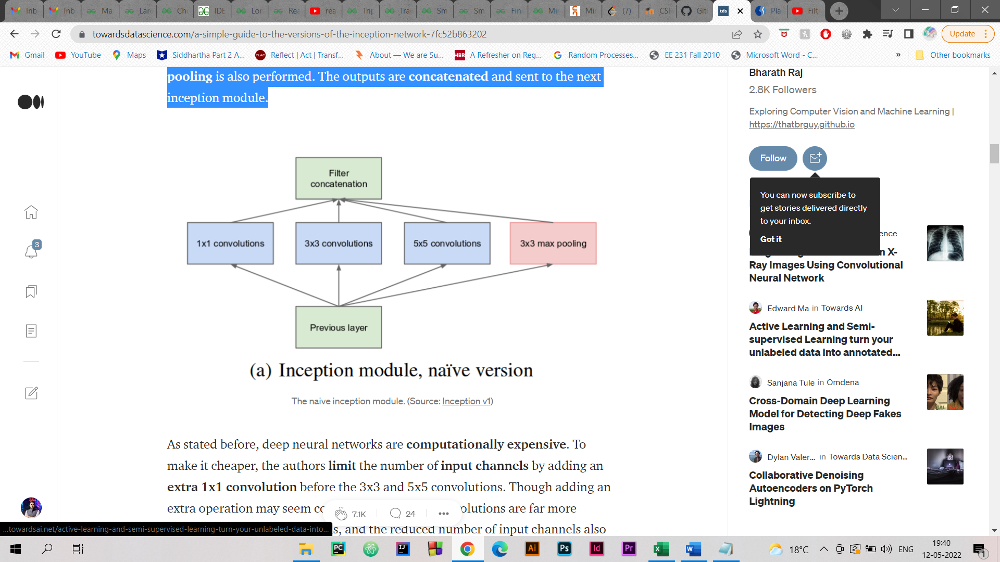 Inb
Inb
Ma
Lar
Ch
IDE
Lor
Rea
rea
Trip
Tra
Sm
Sm
Fin
Mir
Mi
(7)
CS
Git
tds
Pla
Filt
towardsdatascience.com/a-simple-guide-to-the-versions-of-the-inception-network-7fc52b863202
Update
Gmail
YouTube
Maps
Siddhartha Part 2 A...
YLAC
Reflect | Act | Transf...
About — We are Su...
HBR
A Refresher on Reg...
Random Processes...
EE 231 Fall 2010
Microsoft Word - C...
»
Other bookmarks
pooling is also performed. The outputs are concatenated and sent to the next
inception module.
Filter
concatenation
1x1 convolutions
3x3 convolutions
5x5 convolutions
3x3 max pooling
Previous layer
(a) Inception module, naïve version
The naive inception module. (Source: Inception v1)
As stated before, deep neural networks are computationally expensive. To
make it cheaper, the authors limit the number of input channels by adding an
extra 1x1 convolution before the 3x3 and 5x5 convolutions. Though adding an
extra operation may seem co
olutions are far more
s, and the reduced number of input channels also
7.1K
24
3
Bharath Raj
2.8K Followers
Exploring Computer Vision and Machine Learning |
https://thatbrguy.github.io
Follow
You can now subscribe to
get stories delivered directly
to your inbox.
Got it
ence
m X-
Ray Images Using Convolutional
Neural Network
Edward Ma in Towards AI
Active Learning and Semi-
supervised Learning turn your
unlabeled data into annotated...
Sanjana Tule in Omdena
Cross-Domain Deep Learning
Model for Detecting Deep Fakes
Images
Dylan Valer... in Towards Data Scien...
Collaborative Denoising
Autoencoders on PyTorch
Lightning
...towardsai.net/active-learning-and-semi-supervised-learning-turn-your-unlabeled-data-into...
PC
IJ
Ai
Ps
Id
Pr
X
W
18°C
ENG
19:40
12-05-2022
1